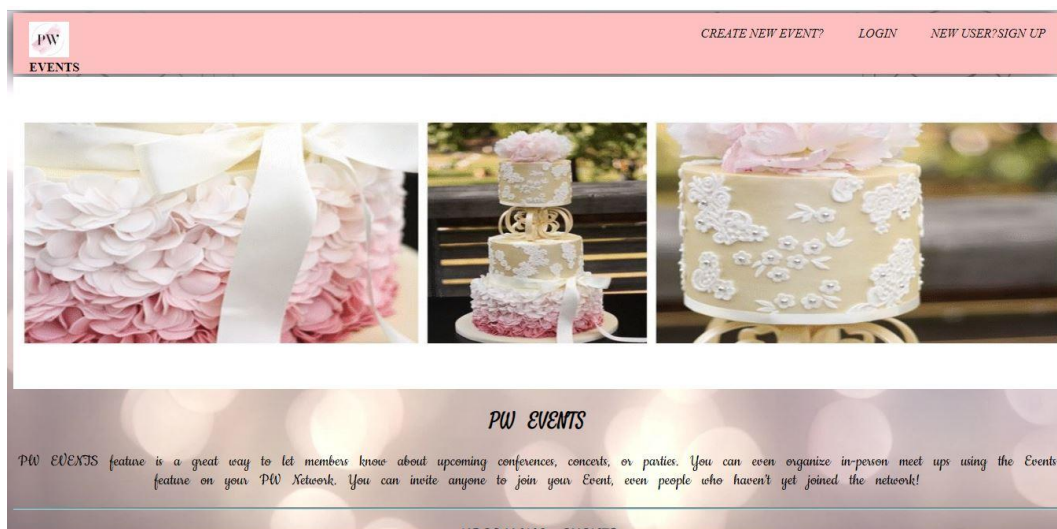 PW
EVENTS
CREATE NEW EVENT?
LOGIN
NEW USER?SIGN UP
PW EVENTS
PW EVENTS feature is a great way to let members know about upcoming conferences, concerts, or parties. You can even organize in-person meet ups using the Events
feature on your PW Network. You can invite anyone to join your Event, even people who haven't yet joined the network!